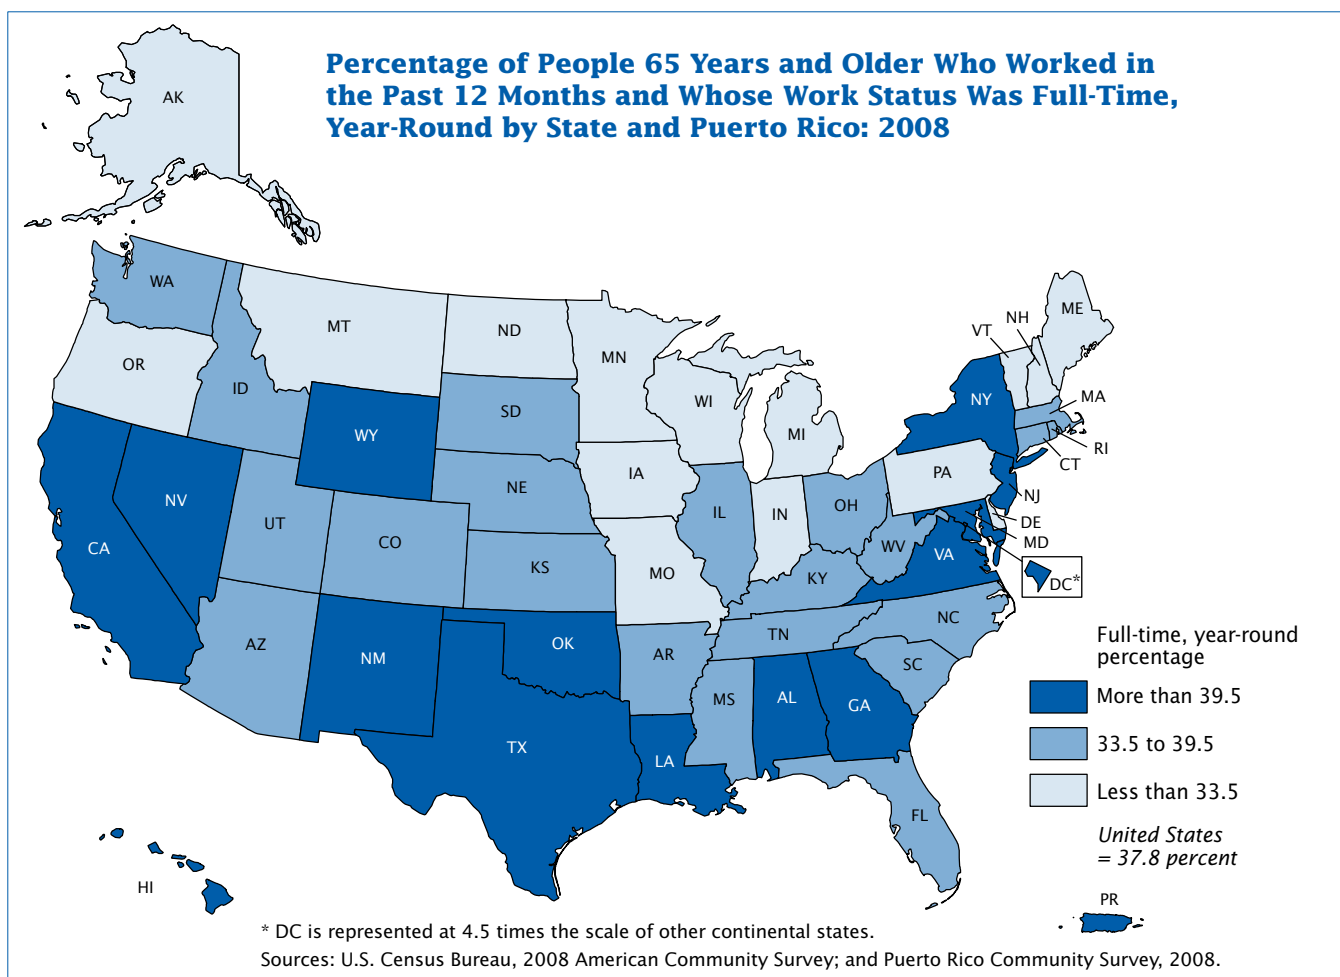 Percentage of People 65 Years and Older Who Worked in
the Past 12 Months and Whose Work Status Was Full-Time,
Year-Round by State and Puerto Rico: 2008
AK
WA
MT
ND
MN
VT
NH
ME
OR
ID
SD
WI
MI
NY
MA
RI
CT
WY
NE
IA
PA
NJ
NV
UT
CO
IL
IN
OH
DE
MD
CA
KS
MO
KY
WV
VA
DC*
AZ
NM
OK
AR
TN
NC
SC
MS
AL
GA
TX
LA
FL
HI
PR
Full-time, year-round
percentage
More than 39.5
33.5 to 39.5
Less than 33.5
United States
= 37.8 percent
* DC is represented at 4.5 times the scale of other continental states.
Sources: U.S. Census Bureau, 2008 American Community Survey; and Puerto Rico Community Survey, 2008.